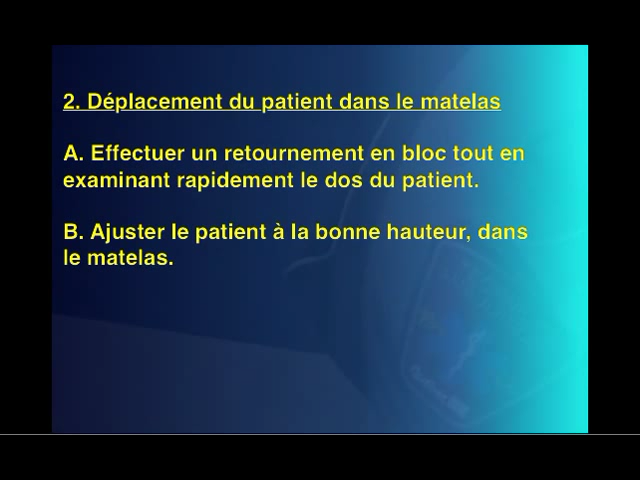 2. Déplacement du patient dans le matelas
A. Effectuer un retournement en bloc tout en
examinant rapidement le dos du patient.
B. Ajuster le patient à la bonne hauteur, dans
le matelas.